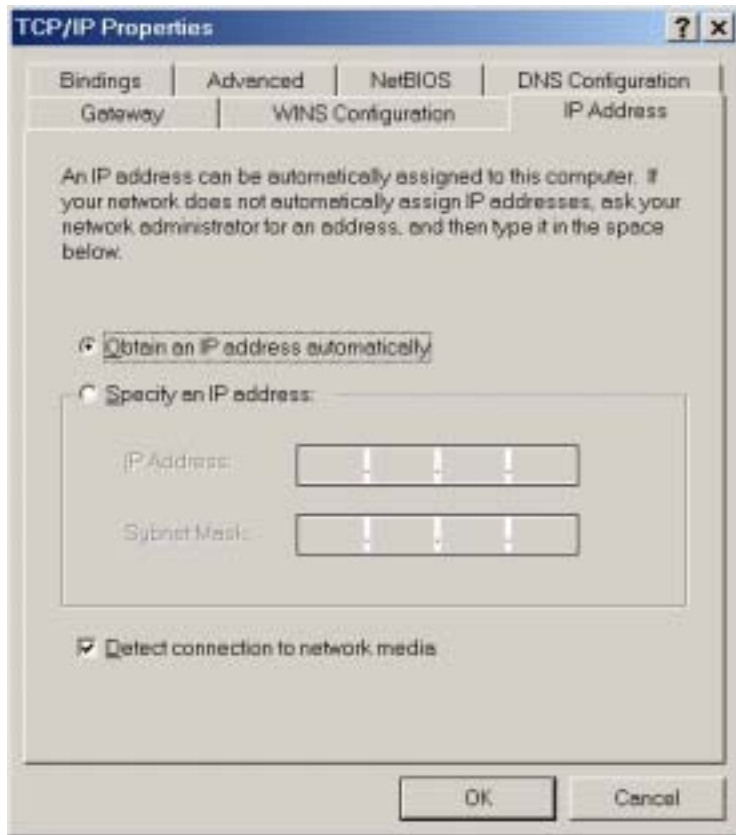 TCP/IP Properties
Bindings Advanced NetBIOS DNS Configuration
Gateway WINS Configuration IP Address
An IP address can be automatically assigned to this computer. If
your network does not automatically assign IP addresses, ask your
network administrator for an address, and then type it in the space
below.
Obtain an IP address automatically
Specify an IP address:
IP Address:
Subnet Mask:
Detect connection to network media
OK Cancel